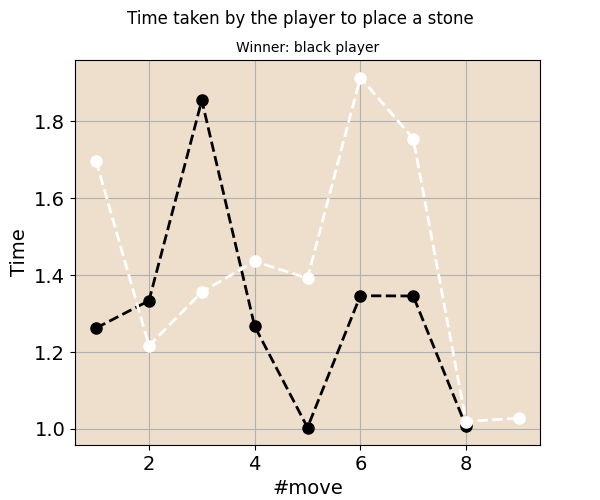 Time taken by the player to place a stone
Winner: black player
1.8
1.6
1.4
1.2
1.0
Time
2 4 6 8
#move